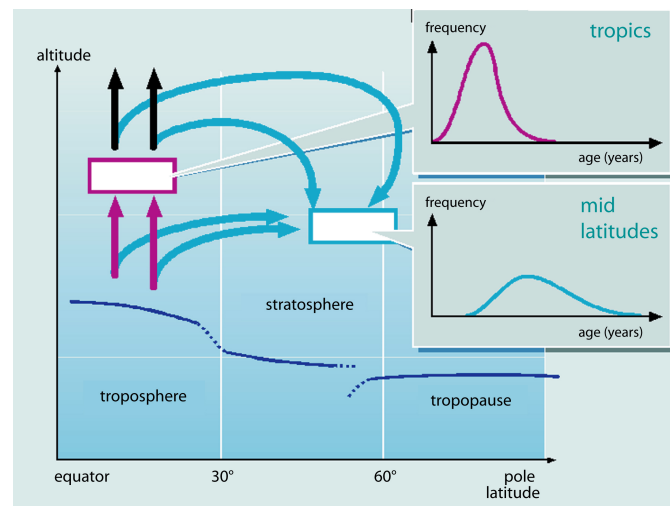 frequency
tropics
altitude
age (years)
frequency
mid
latitudes
age (years)
stratosphere
troposphere
tropopause
equator
30°
60°
pole
latitude